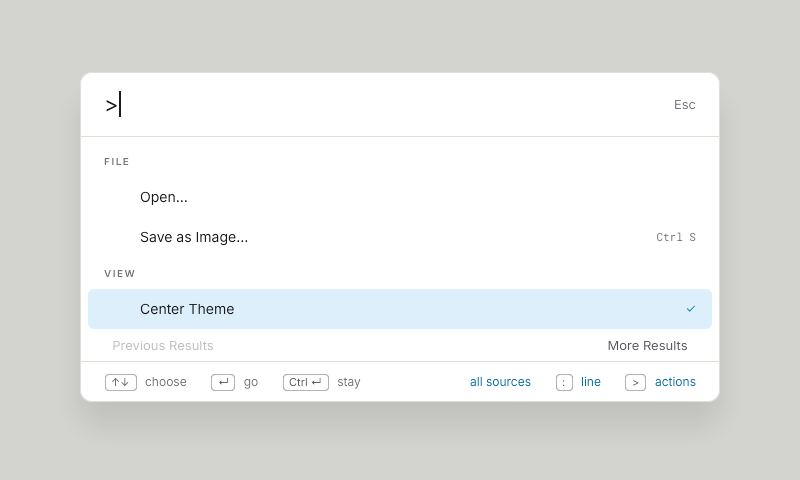 >
Esc
FILE
Open...
Save as Image...
Ctrl S
VIEW
Center Theme ✓
Previous Results
More Results
↑↓ choose ↵ go Ctrl ↵ stay all sources : line > actions